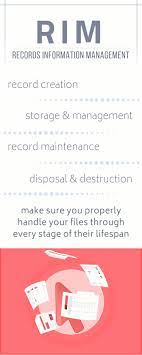 RIM
RECORDS INFORMATION MANAGEMENT
record creation
storage & management
record maintenance
disposal & destruction
make sure you properly
handle your files through
every stage of their lifespan